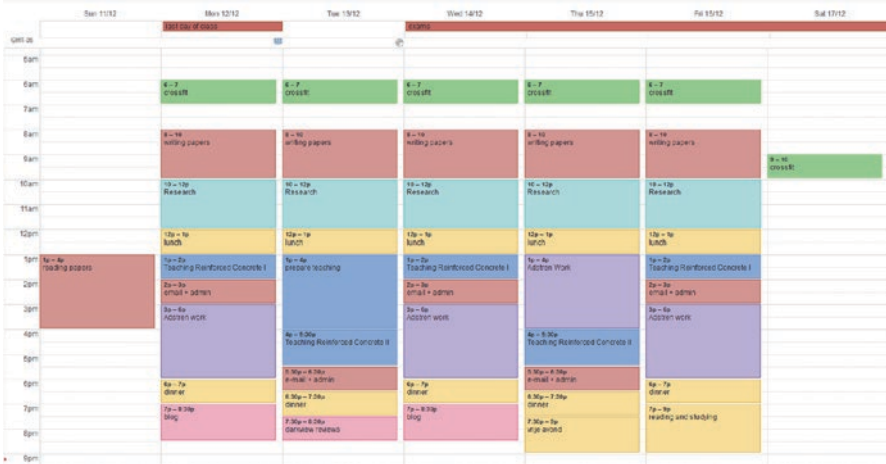 Sun 11/12
Mon 12/12
Tue 13/12
Wed 14/12
Thu 15/12
Sat 17/12
last day of class
exams
5am
6am
7am
8am
9am
10am
11am
12pm
1pm
2pm
3pm
4pm
5pm
6pm
7pm
8pm
9pm
1p – 4p
reading papers
6 – 7
crossfit
8 – 10
writing papers
10 – 12p
Research
12p – 1p
lunch
1p – 2p
Teaching Reinforced Concrete I
2p – 3p
email + admin
3p – 6p
work
6p – 7p
dinner
7p – 8:30p
blog
6 – 7
crossfit
8 – 10
writing papers
10 – 12p
Research
12p – 1p
lunch
1p – 4p
prepare teaching
4p – 5:30p
Teaching Reinforced Concrete II
5:30p – 6:30p
e-mail + admin
6:30p – 7:30p
dinner
7:30p – 8:30p
6 – 7
crossfit
8 – 10
writing papers
10 – 12p
Research
12p – 1p
lunch
1p – 2p
Teaching Reinforced Concrete I
2p – 3p
email + admin
3p – 6p
work
6p – 7p
dinner
7p – 8:30p
blog
6 – 7
crossfit
8 – 10
writing papers
10 – 12p
Research
12p – 1p
lunch
1p – 4p
Work
4p – 5:30p
Teaching Reinforced Concrete II
5:30p – 6:30p
e-mail + admin
6:30p – 7:30p
dinner
7:30p – 9p
vrije avond
6 – 7
crossfit
8 – 10
writing papers
10 – 12p
Research
12p – 1p
lunch
1p – 2p
Teaching Reinforced Concrete I
2p – 3p
email + admin
3p – 6p
work
6p – 7p
dinner
7p – 9p
reading and studying
9 – 10
crossfit